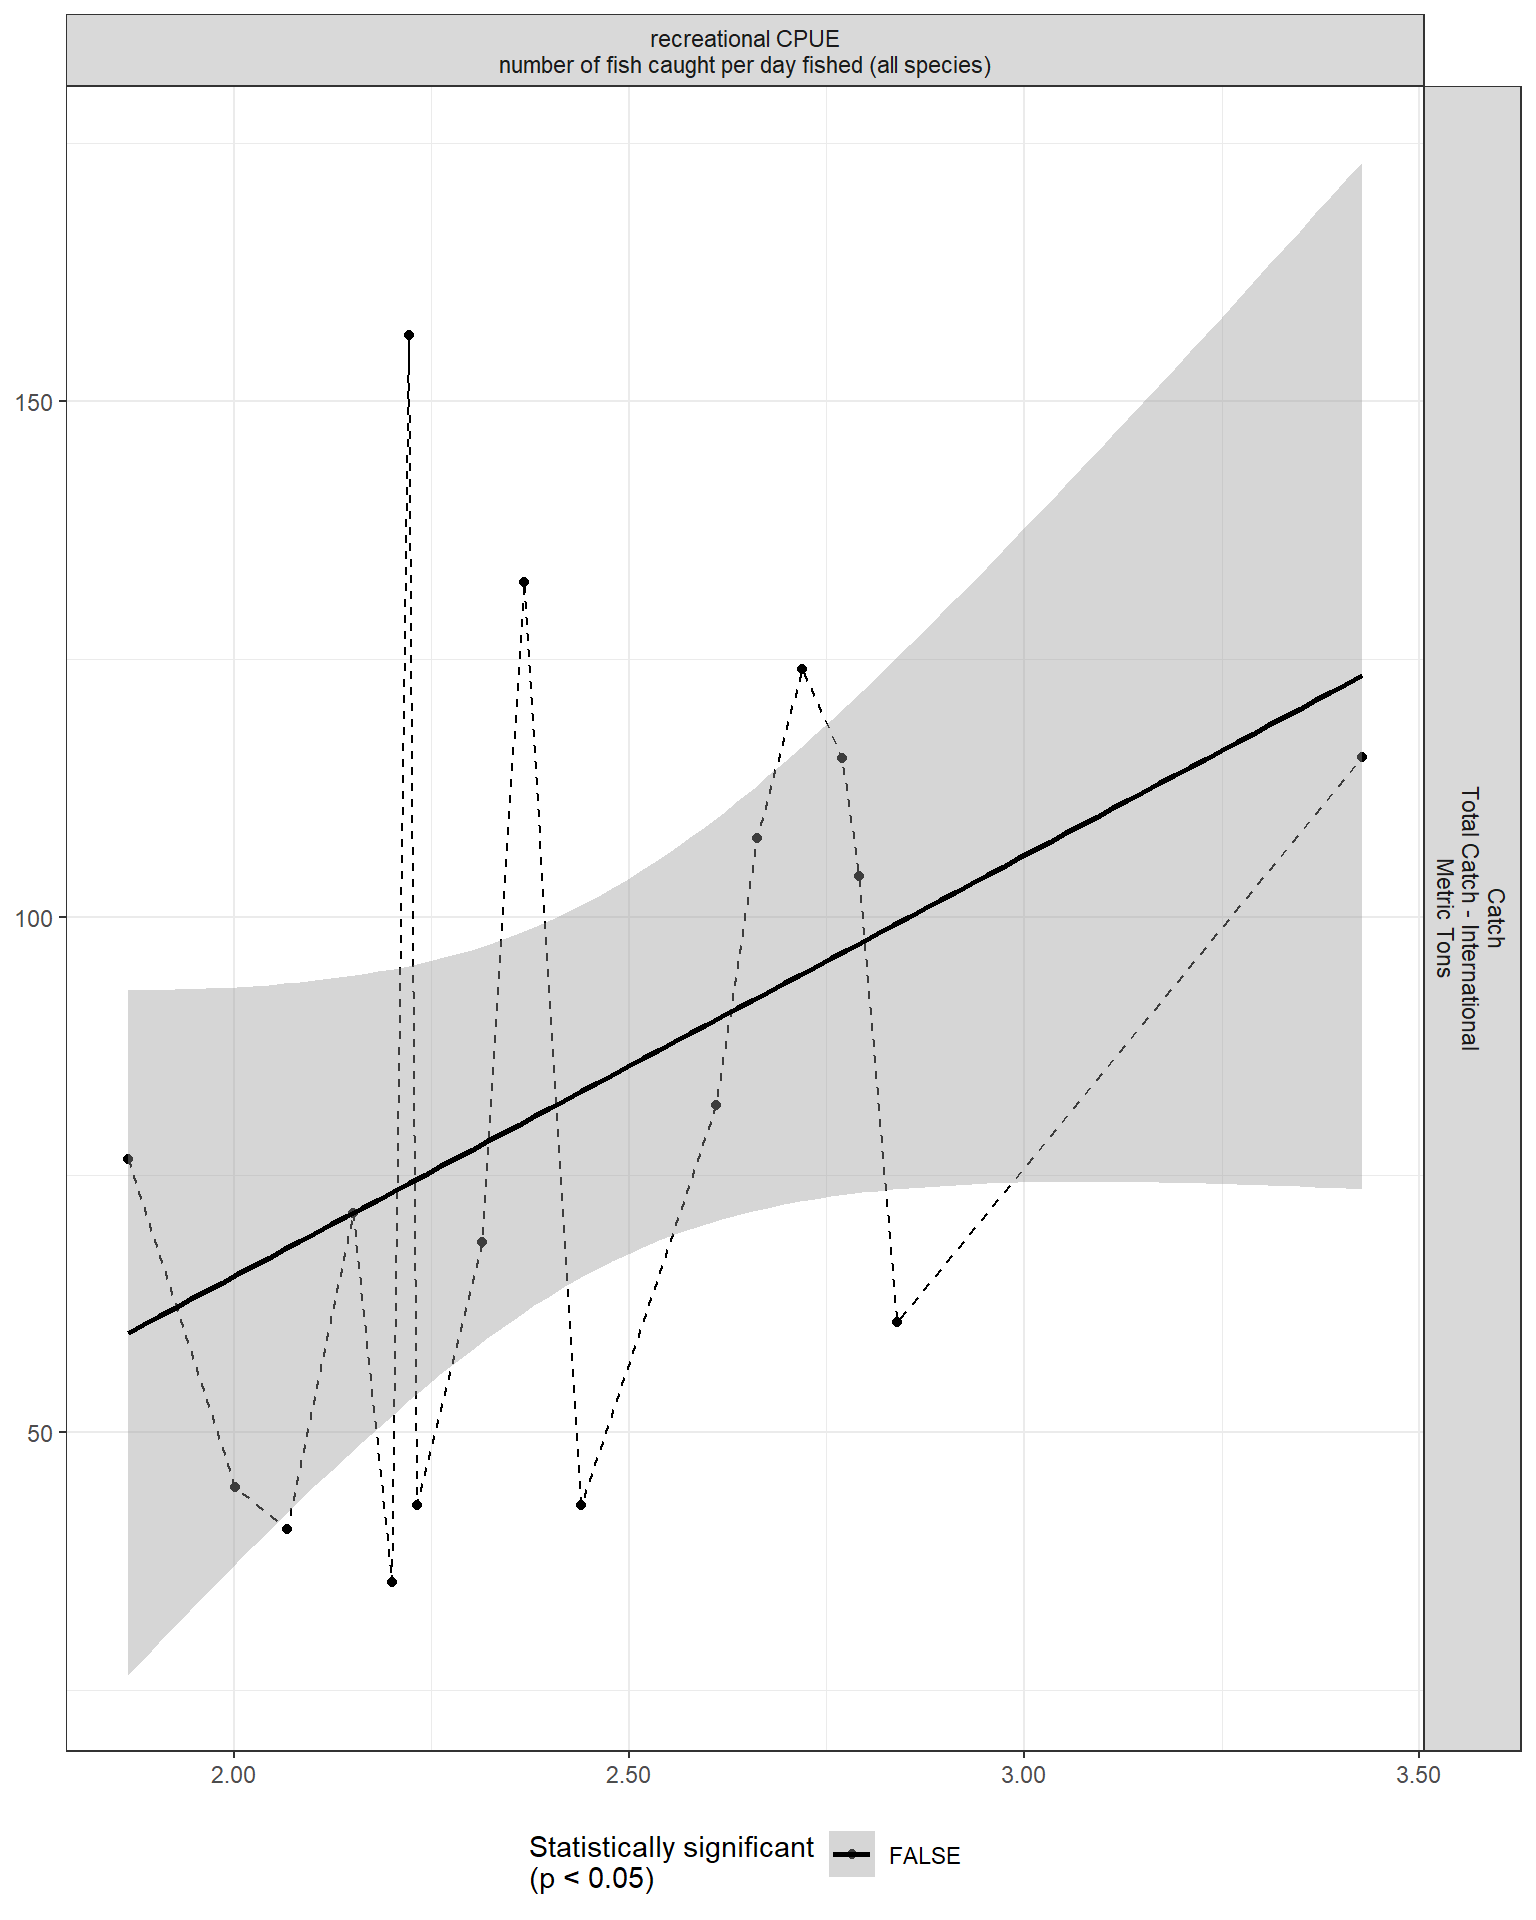 recreational CPUE
number of fish caught per day fished (all species)
150
100
50
Catch
Total Catch - International
Metric Tons
2.00
2.50
3.00
3.50
Statistically significant
(p < 0.05)
FALSE